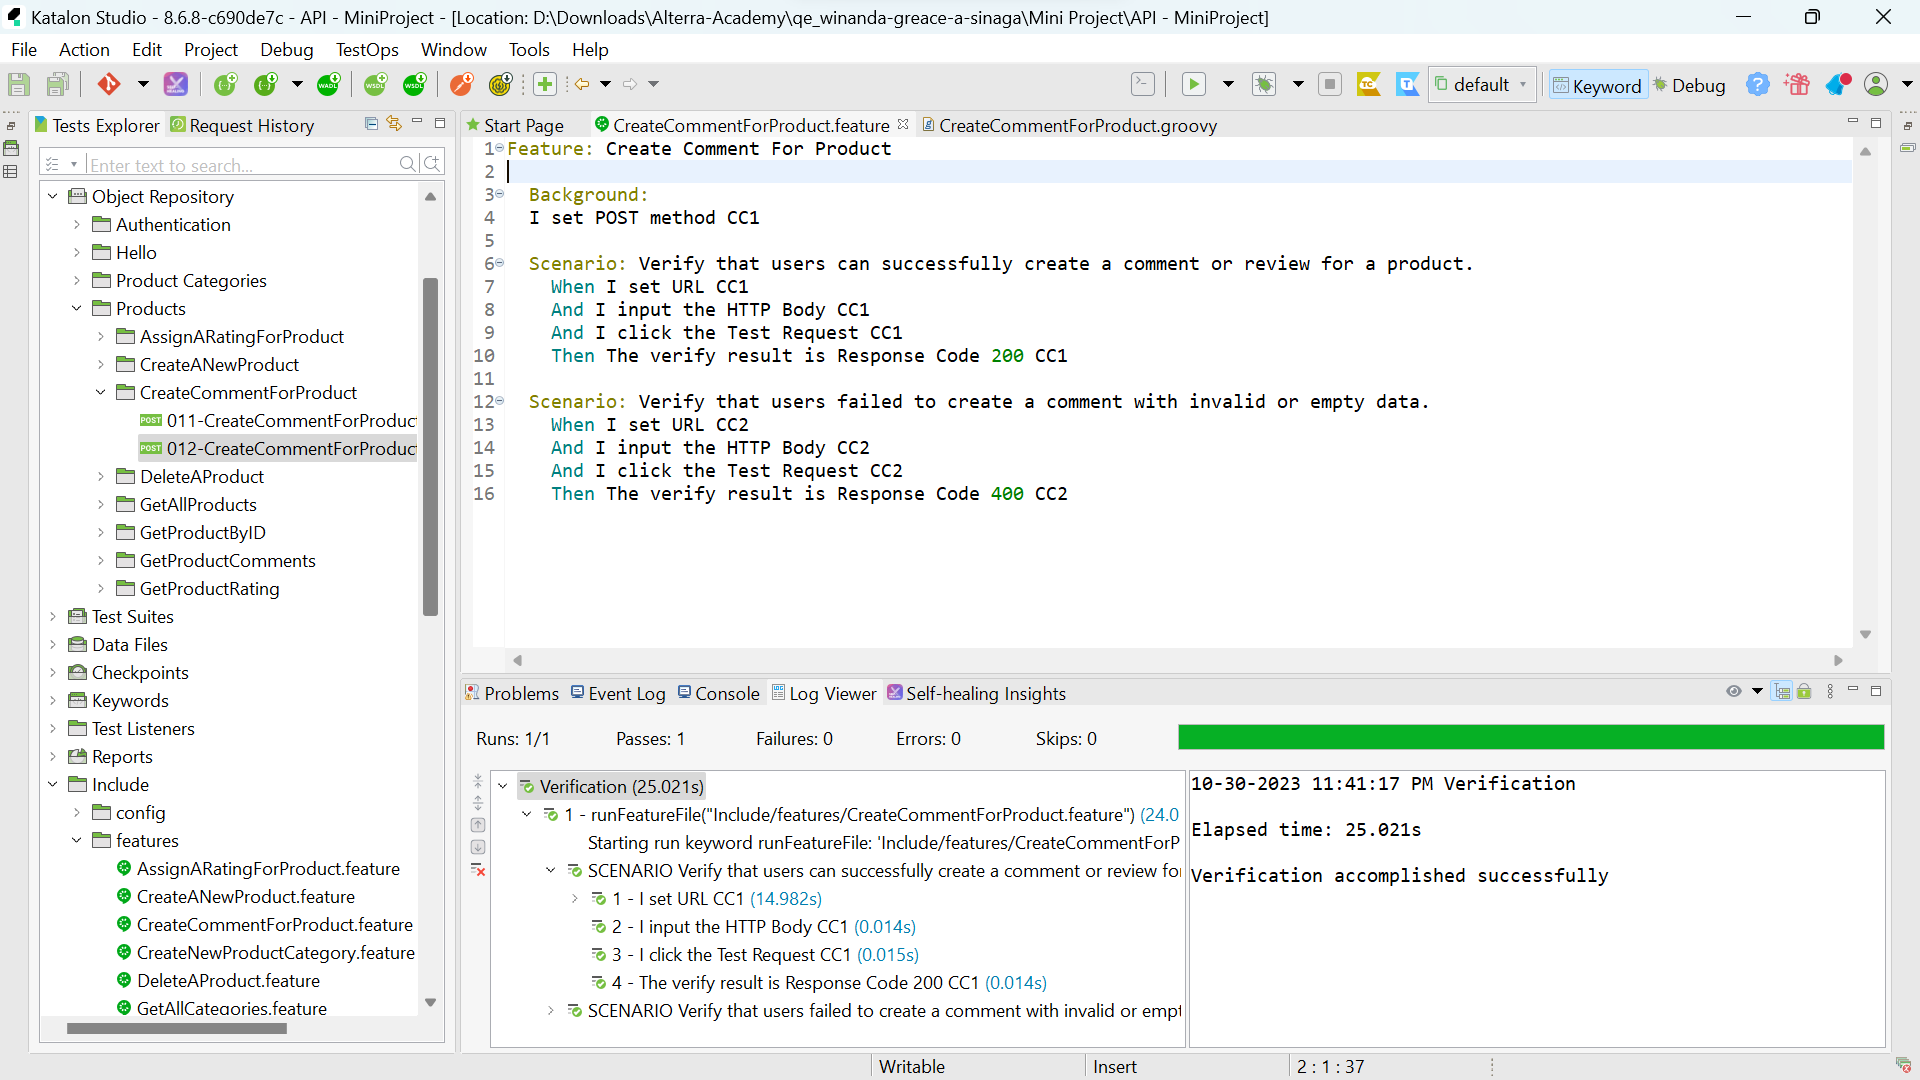 Katalon Studio - 8.6.8-c690de7c - API - MiniProject - [Location: D:\Downloads\Alterra-Academy\qe_winanda-greace-a-sinaga\Mini Project\API - MiniProject]
File Action Edit Project Debug TestOps Window Tools Help
default Keyword Debug
Tests Explorer Request History
Enter text to search...
Object Repository
Authentication
Hello
Product Categories
Products
AssignARatingForProduct
CreateANewProduct
CreateCommentForProduct
POST 011-CreateCommentForProduc
POST 012-CreateCommentForProduc
DeleteAProduct
GetAllProducts
GetProductByID
GetProductComments
GetProductRating
Test Suites
Data Files
Checkpoints
Keywords
Test Listeners
Reports
Include
config
features
AssignARatingForProduct.feature
CreateANewProduct.feature
CreateCommentForProduct.feature
CreateNewProductCategory.feature
DeleteAProduct.feature
GetAllCategories.feature
Start Page CreateCommentForProduct.feature CreateCommentForProduct.groovy
1 Feature: Create Comment For Product
2
3 Background:
4 I set POST method CC1
5
6 Scenario: Verify that users can successfully create a comment or review for a product.
7 When I set URL CC1
8 And I input the HTTP Body CC1
9 And I click the Test Request CC1
10 Then The verify result is Response Code 200 CC1
11
12 Scenario: Verify that users failed to create a comment with invalid or empty data.
13 When I set URL CC2
14 And I input the HTTP Body CC2
15 And I click the Test Request CC2
16 Then The verify result is Response Code 400 CC2
Problems Event Log Console Log Viewer Self-healing Insights
Runs: 1/1 Passes: 1 Failures: 0 Errors: 0 Skips: 0
Verification (25.021s)
1 - runFeatureFile("Include/features/CreateCommentForProduct.feature") (24.0
Starting run keyword runFeatureFile: 'Include/features/CreateCommentForP
SCENARIO Verify that users can successfully create a comment or review fo
1 - I set URL CC1 (14.982s)
2 - I input the HTTP Body CC1 (0.014s)
3 - I click the Test Request CC1 (0.015s)
4 - The verify result is Response Code 200 CC1 (0.014s)
SCENARIO Verify that users failed to create a comment with invalid or empt
10-30-2023 11:41:17 PM Verification
Elapsed time: 25.021s
Verification accomplished successfully
Writable Insert 2 : 1 : 37